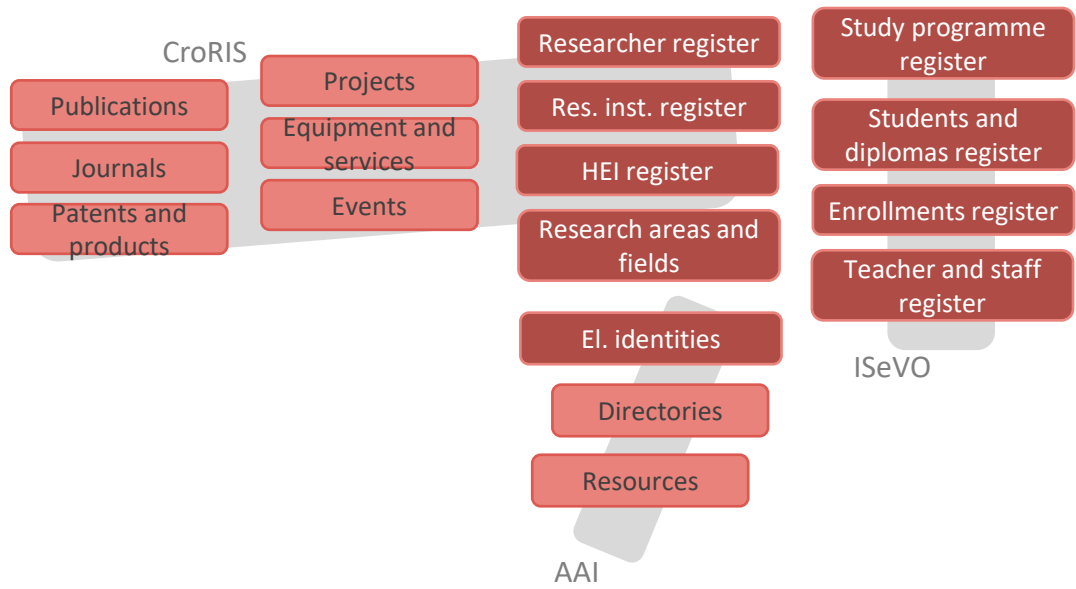 CroRIS
Publications
Journals
Patents and
products
Projects
Equipment and
services
Events
Researcher register
Res. inst. register
HEI register
Research areas and
fields
El. identities
Directories
Resources
AAI
Study programme
register
Students and
diplomas register
Enrollments register
Teacher and staff
register
ISeVO